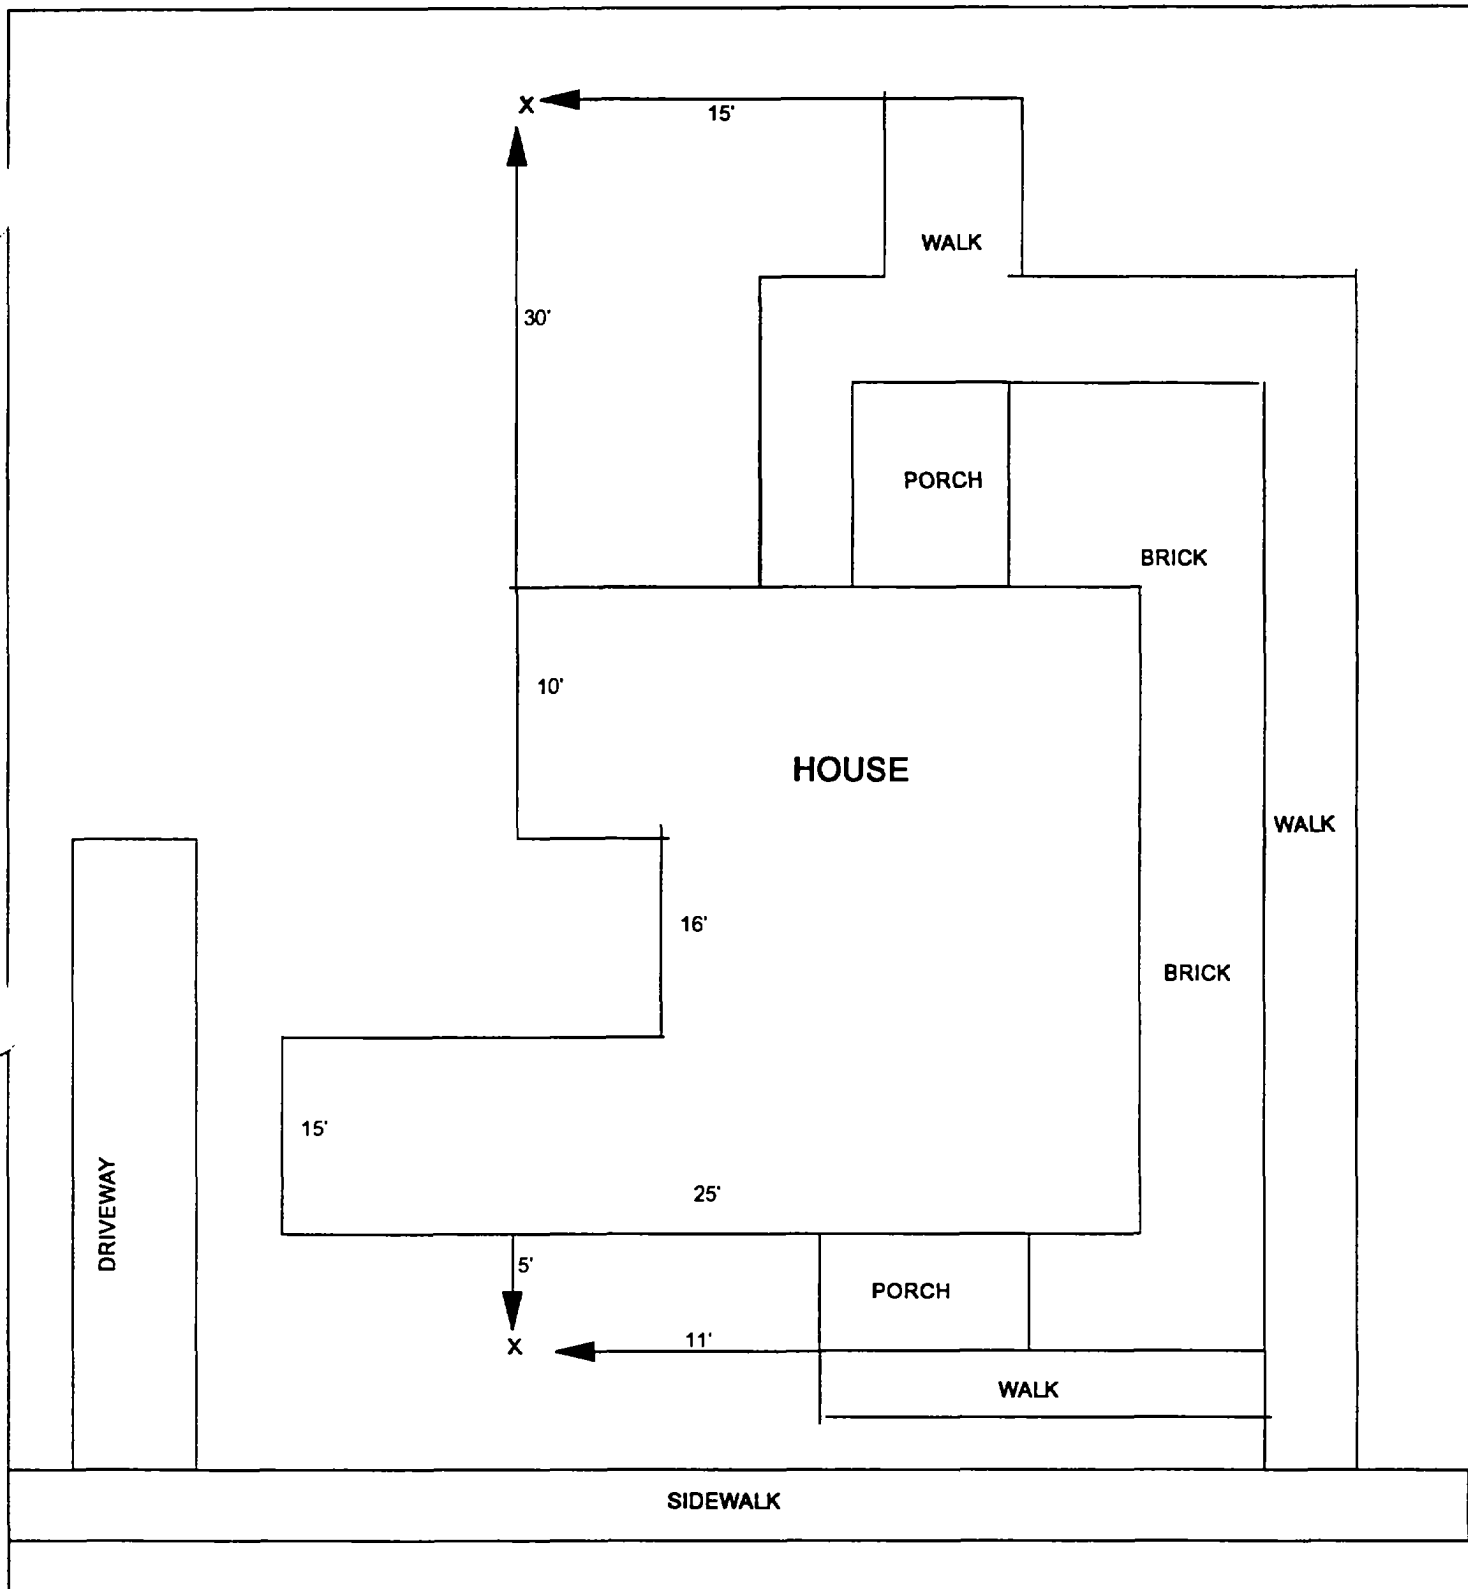 X
15'
WALK
30'
PORCH
BRICK
10'
HOUSE
WALK
16'
BRICK
15'
DRIVEWAY
25'
5'
PORCH
11'
X
WALK
SIDEWALK